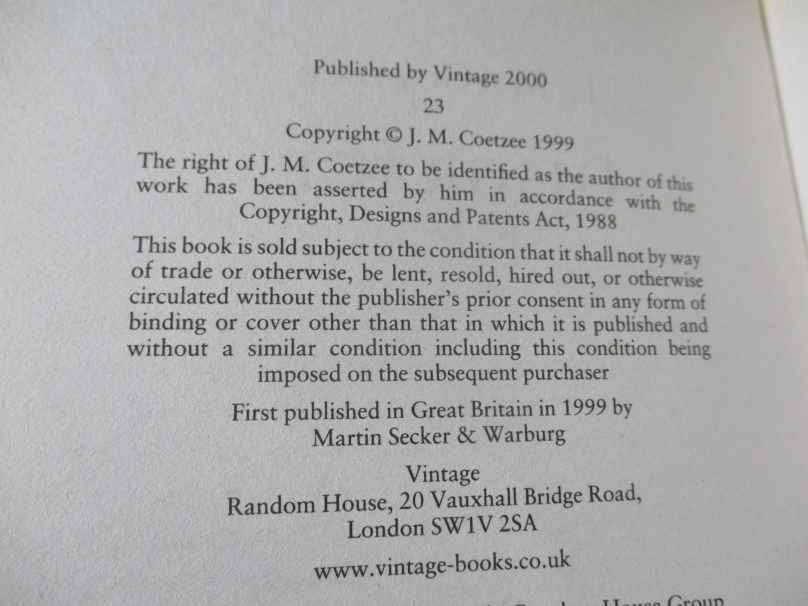 Published by Vintage 2000
23
Copyright © J. M. Coetzee 1999
The right of J. M. Coetzee to be identified as the author of this
work has been asserted by him in accordance with the
Copyright, Designs and Patents Act, 1988
This book is sold subject to the condition that it shall not by way
of trade or otherwise, be lent, resold, hired out, or otherwise
circulated without the publisher's prior consent in any form of
binding or cover other than that in which it is published and
without a similar condition including this condition being
imposed on the subsequent purchaser
First published in Great Britain in 1999 by
Martin Secker & Warburg
Vintage
Random House, 20 Vauxhall Bridge Road,
London SW1V 2SA
www.vintage-books.co.uk
House Group